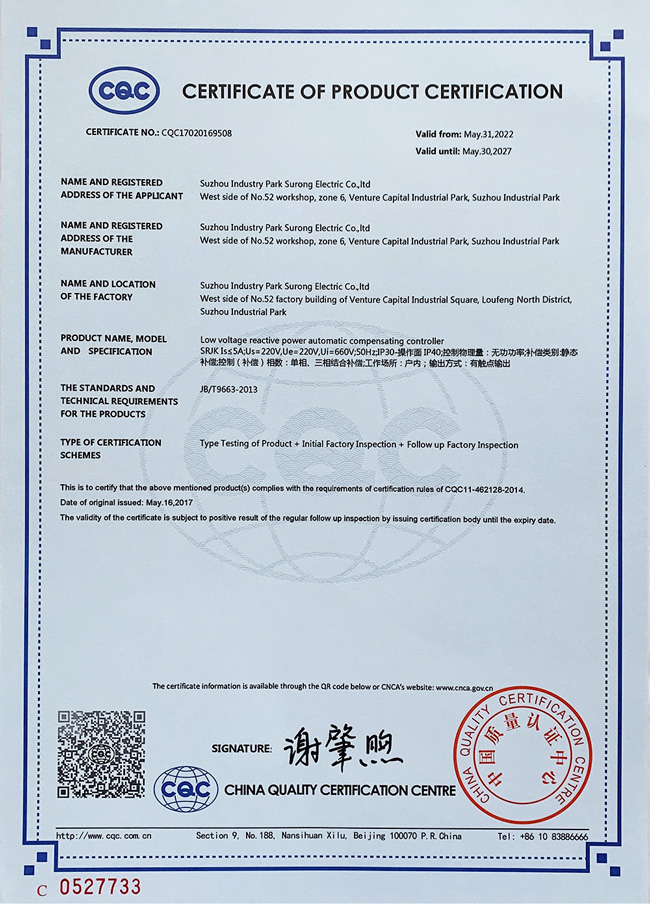 CQC
CERTIFICATE OF PRODUCT CERTIFICATION
CERTIFICATE NO.: CQC17020169508
Valid from: May.31,2022
Valid until: May.30,2027
NAME AND REGISTERED
ADDRESS OF THE APPLICANT
Suzhou Industry Park Surong Electric Co.,ltd
West side of No.52 workshop, zone 6, Venture Capital Industrial Park, Suzhou Industrial Park
NAME AND REGISTERED
ADDRESS OF THE
MANUFACTURER
Suzhou Industry Park Surong Electric Co.,ltd
West side of No.52 workshop, zone 6, Venture Capital Industrial Park, Suzhou Industrial Park
NAME AND LOCATION
OF THE FACTORY
Suzhou Industry Park Surong Electric Co.,ltd
West side of No.52 factory building of Venture Capital Industrial Square, Loufeng North District,
Suzhou Industrial Park
PRODUCT NAME, MODEL
AND SPECIFICATION
Low voltage reactive power automatic compensating controller
SRJK Is≤5A;Us=220V,Ue=220V,Ui=660V;50Hz;IP30-操作面 IP40;控制物理量：无功功率;补偿类别:静态
补偿;控制（补偿）相数：单相、三相结合补偿;工作场所：户内；输出方式：有触点输出
THE STANDARDS AND
TECHNICAL REQUIREMENTS
FOR THE PRODUCTS
JB/T9663-2013
TYPE OF CERTIFICATION
SCHEMES
Type Testing of Product + Initial Factory Inspection + Follow up Factory Inspection
CQC
This is to certify that the above mentioned product(s) complies with the requirements of certification rules of CQC11-462128-2014.
Date of original issued: May.16,2017
The validity of the certificate is subject to positive result of the regular follow up inspection by issuing certification body until the expiry date.
The certificate information is available through the QR code below or CNCA's website: www.cnca.gov.cn
SIGNATURE: 谢肇煦
CQC CHINA QUALITY CERTIFICATION CENTRE
CHINA QUALITY CERTIFICATION CENTRE
中国质量认证中心
http://www.cqc.com.cn Section 9, No.188, Nansihuan Xilu, Beijing 100070 P.R.China Tel: +86 10 83886666
C 0527733